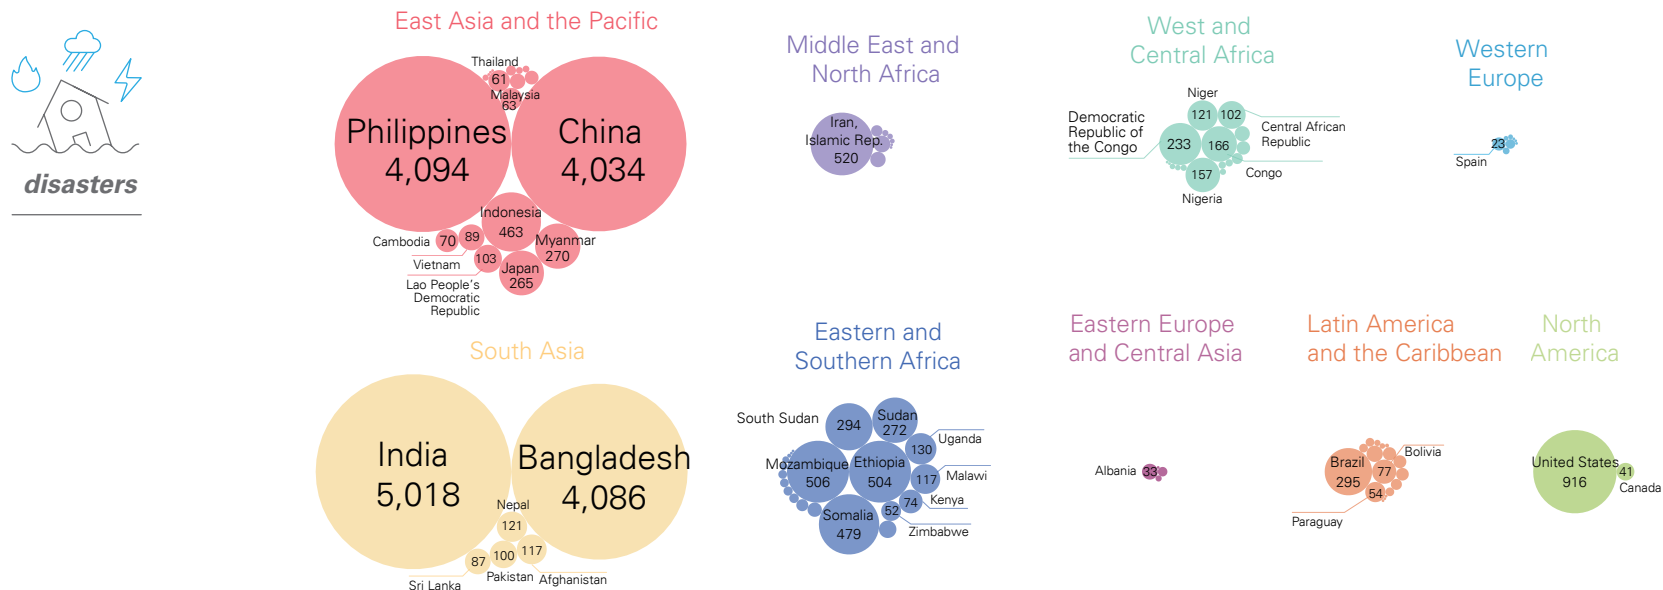 disasters
East Asia and the Pacific
Thailand
61
Malaysia
63
Philippines
4,094
China
4,034
Indonesia
463
Cambodia
70
89
Vietnam
Myanmar
270
103
Lao People's
Democratic
Republic
Japan
265
Middle East and
North Africa
Iran,
Islamic Rep.
520
West and
Central Africa
Niger
121
102
Democratic
Republic of
the Congo
Central African
Republic
233
166
Congo
157
Nigeria
Western
Europe
23
Spain
South Asia
India
5,018
Bangladesh
4,086
Nepal
121
117
100
87
Sri Lanka
Pakistan
Afghanistan
Eastern and
Southern Africa
South Sudan
294
Sudan
272
130
Uganda
Mozambique
506
Ethiopia
504
117
Malawi
74
Kenya
52
Zimbabwe
Somalia
479
Eastern Europe
and Central Asia
Albania
33
Latin America
and the Caribbean
Brazil
295
77
Bolivia
54
Paraguay
North
America
United States
916
41
Canada